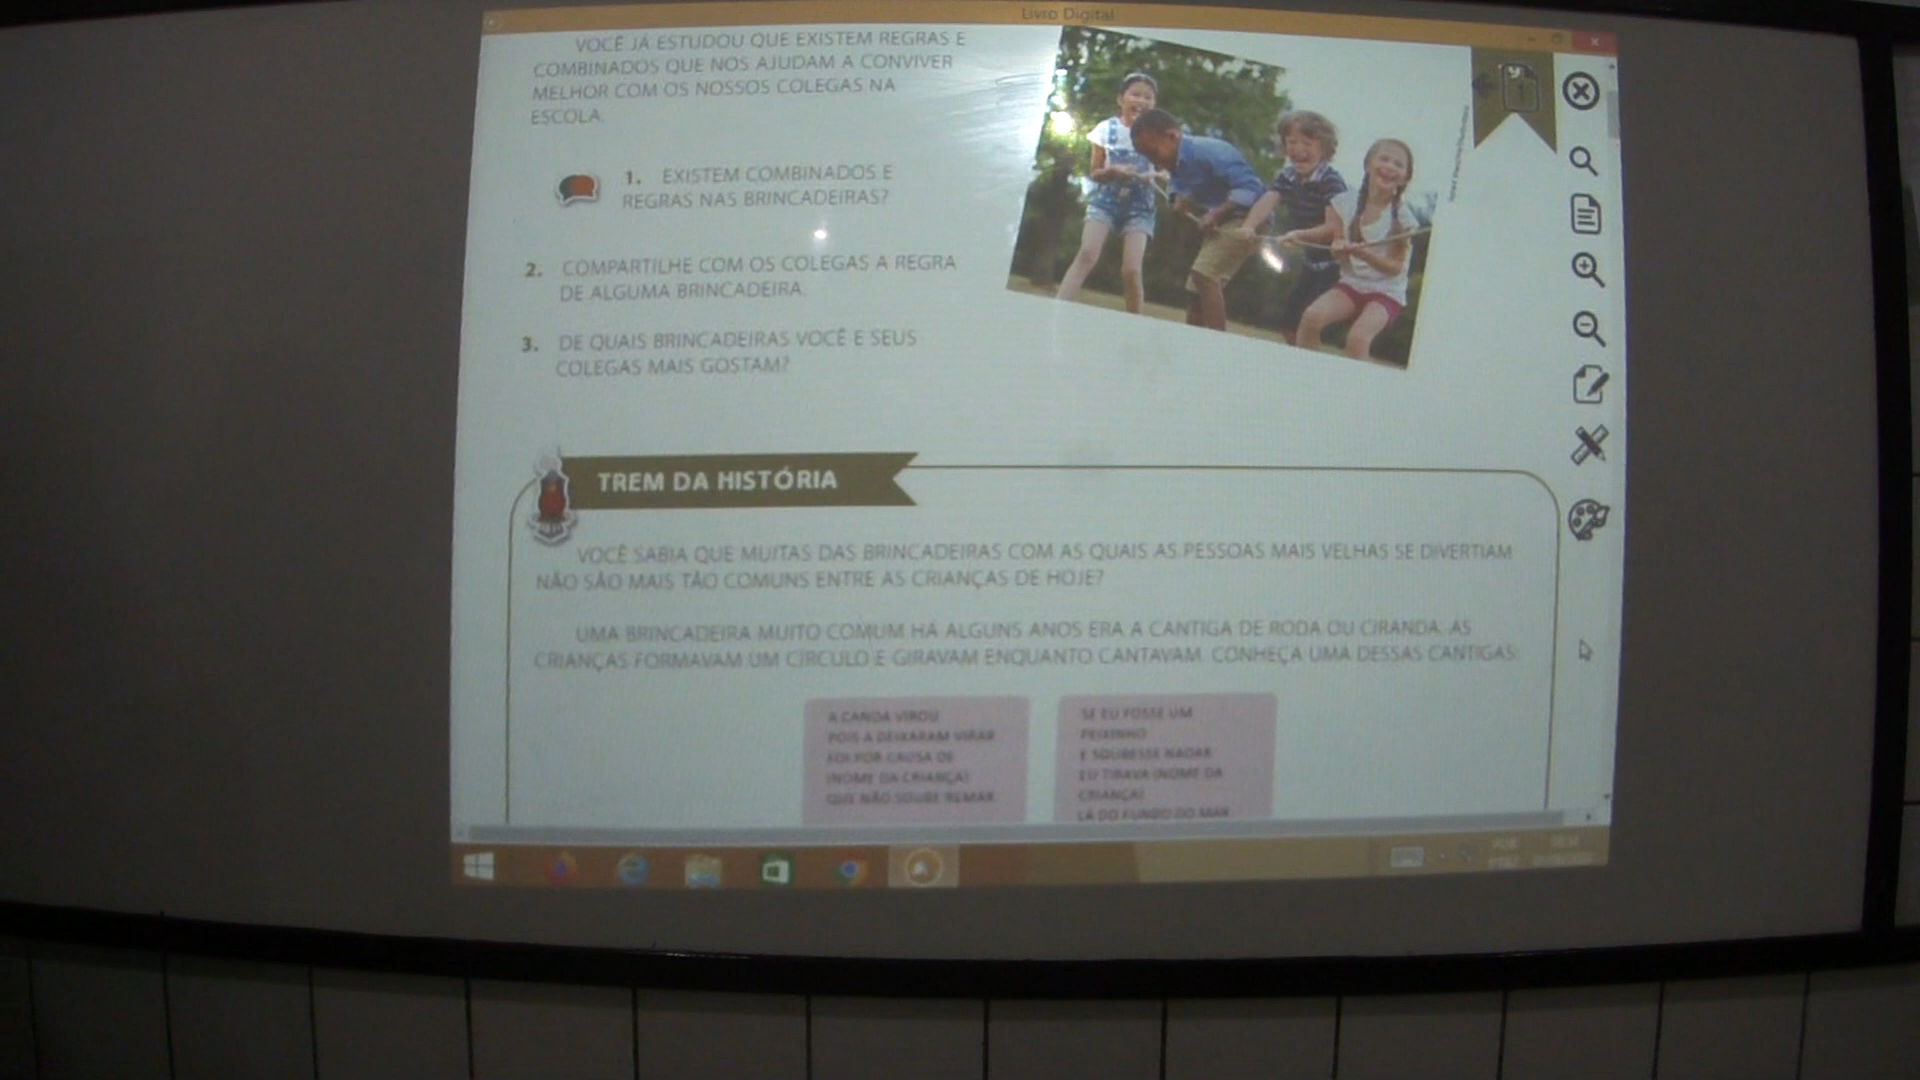 Livro Digital
VOCÊ JÁ ESTUDOU QUE EXISTEM REGRAS E
COMBINADOS QUE NOS AJUDAM A CONVIVER
MELHOR COM OS NOSSOS COLEGAS NA
ESCOLA.
1. EXISTEM COMBINADOS E
REGRAS NAS BRINCADEIRAS?
2. COMPARTILHE COM OS COLEGAS A REGRA
DE ALGUMA BRINCADEIRA.
3. DE QUAIS BRINCADEIRAS VOCÊ E SEUS
COLEGAS MAIS GOSTAM?
TREM DA HISTÓRIA
VOCÊ SABIA QUE MUITAS DAS BRINCADEIRAS COM AS QUAIS AS PESSOAS MAIS VELHAS SE DIVERTIAM
NÃO SÃO MAIS TÃO COMUNS ENTRE AS CRIANÇAS DE HOJE?
UMA BRINCADEIRA MUITO COMUM HÁ ALGUNS ANOS ERA A CANTIGA DE RODA OU CIRANDA. AS
CRIANÇAS FORMAVAM UM CÍRCULO E GIRAVAM ENQUANTO CANTAVAM. CONHEÇA UMA DESSAS CANTIGAS:
A CANOA VIROU
POIS A DEIXARAM VIRAR
FOI POR CAUSA DE
(NOME DA CRIANÇA)
QUE NÃO SOUBE REMAR
SE EU FOSSE UM
PEIXINHO
E SOUBESSE NADAR
EU TIRAVA (NOME DA
CRIANÇA)
LÁ DO FUNDO DO MAR